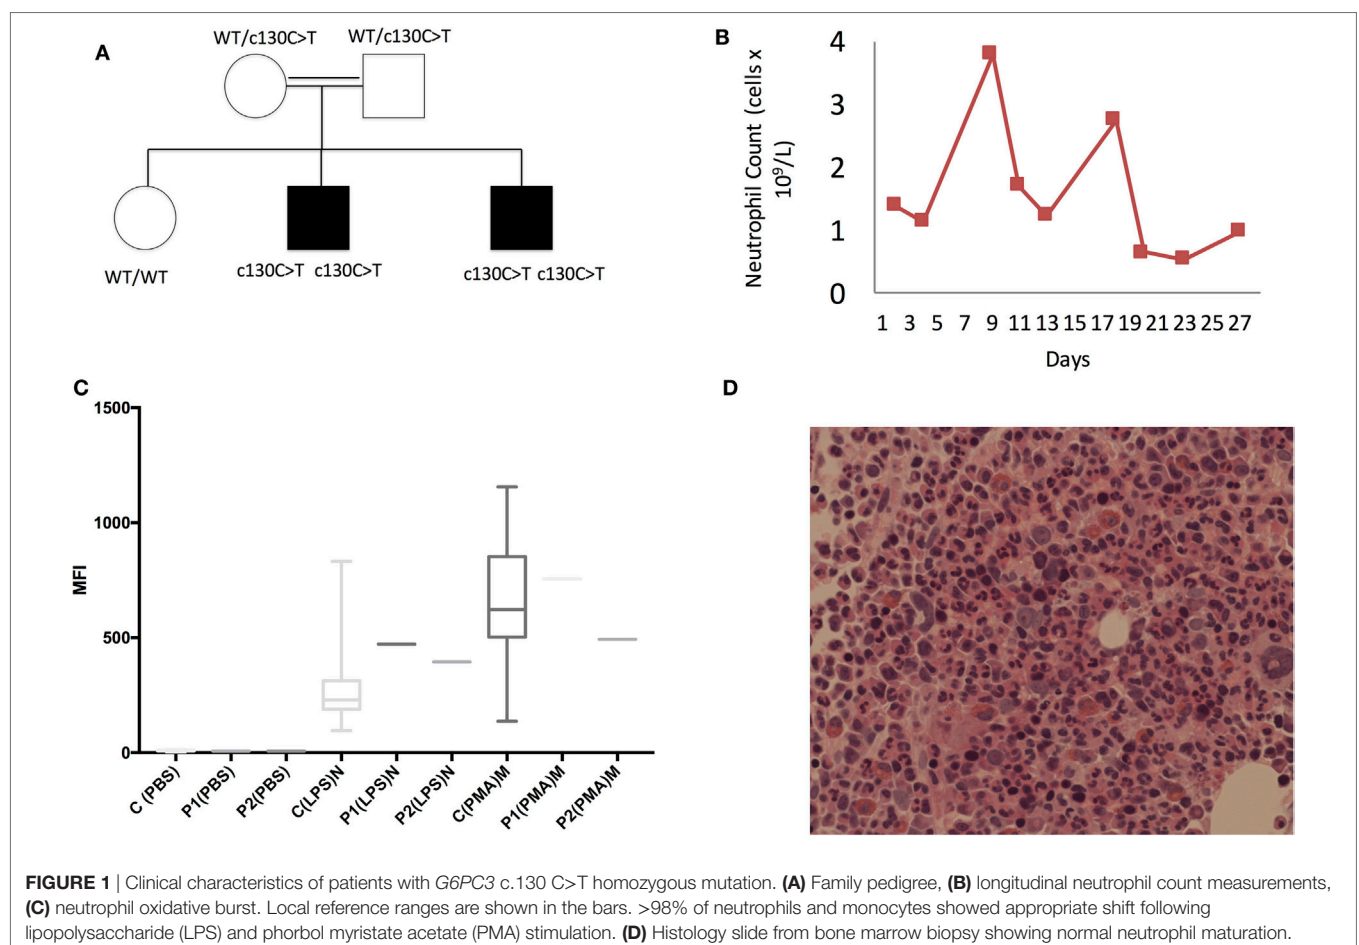 A
WT/c130C>T WT/c130C>T
WT/WT
c130C>T c130C>T
c130C>T c130C>T
B
Neutrophil Count (cells x
10⁹/L)
4
3
2
1
0
1 3 5 7 9 11 13 15 17 19 21 23 25 27
Days
C
MFI
1500
1000
500
0
C (PBS)
P1(PBS)
P2(PBS)
C(LPS)N
P1(LPS)N
P2(LPS)N
C(PMA)M
P1(PMA)M
P2(PMA)M
D
FIGURE 1 | Clinical characteristics of patients with G6PC3 c.130 C>T homozygous mutation. (A) Family pedigree, (B) longitudinal neutrophil count measurements,
(C) neutrophil oxidative burst. Local reference ranges are shown in the bars. >98% of neutrophils and monocytes showed appropriate shift following
lipopolysaccharide (LPS) and phorbol myristate acetate (PMA) stimulation. (D) Histology slide from bone marrow biopsy showing normal neutrophil maturation.